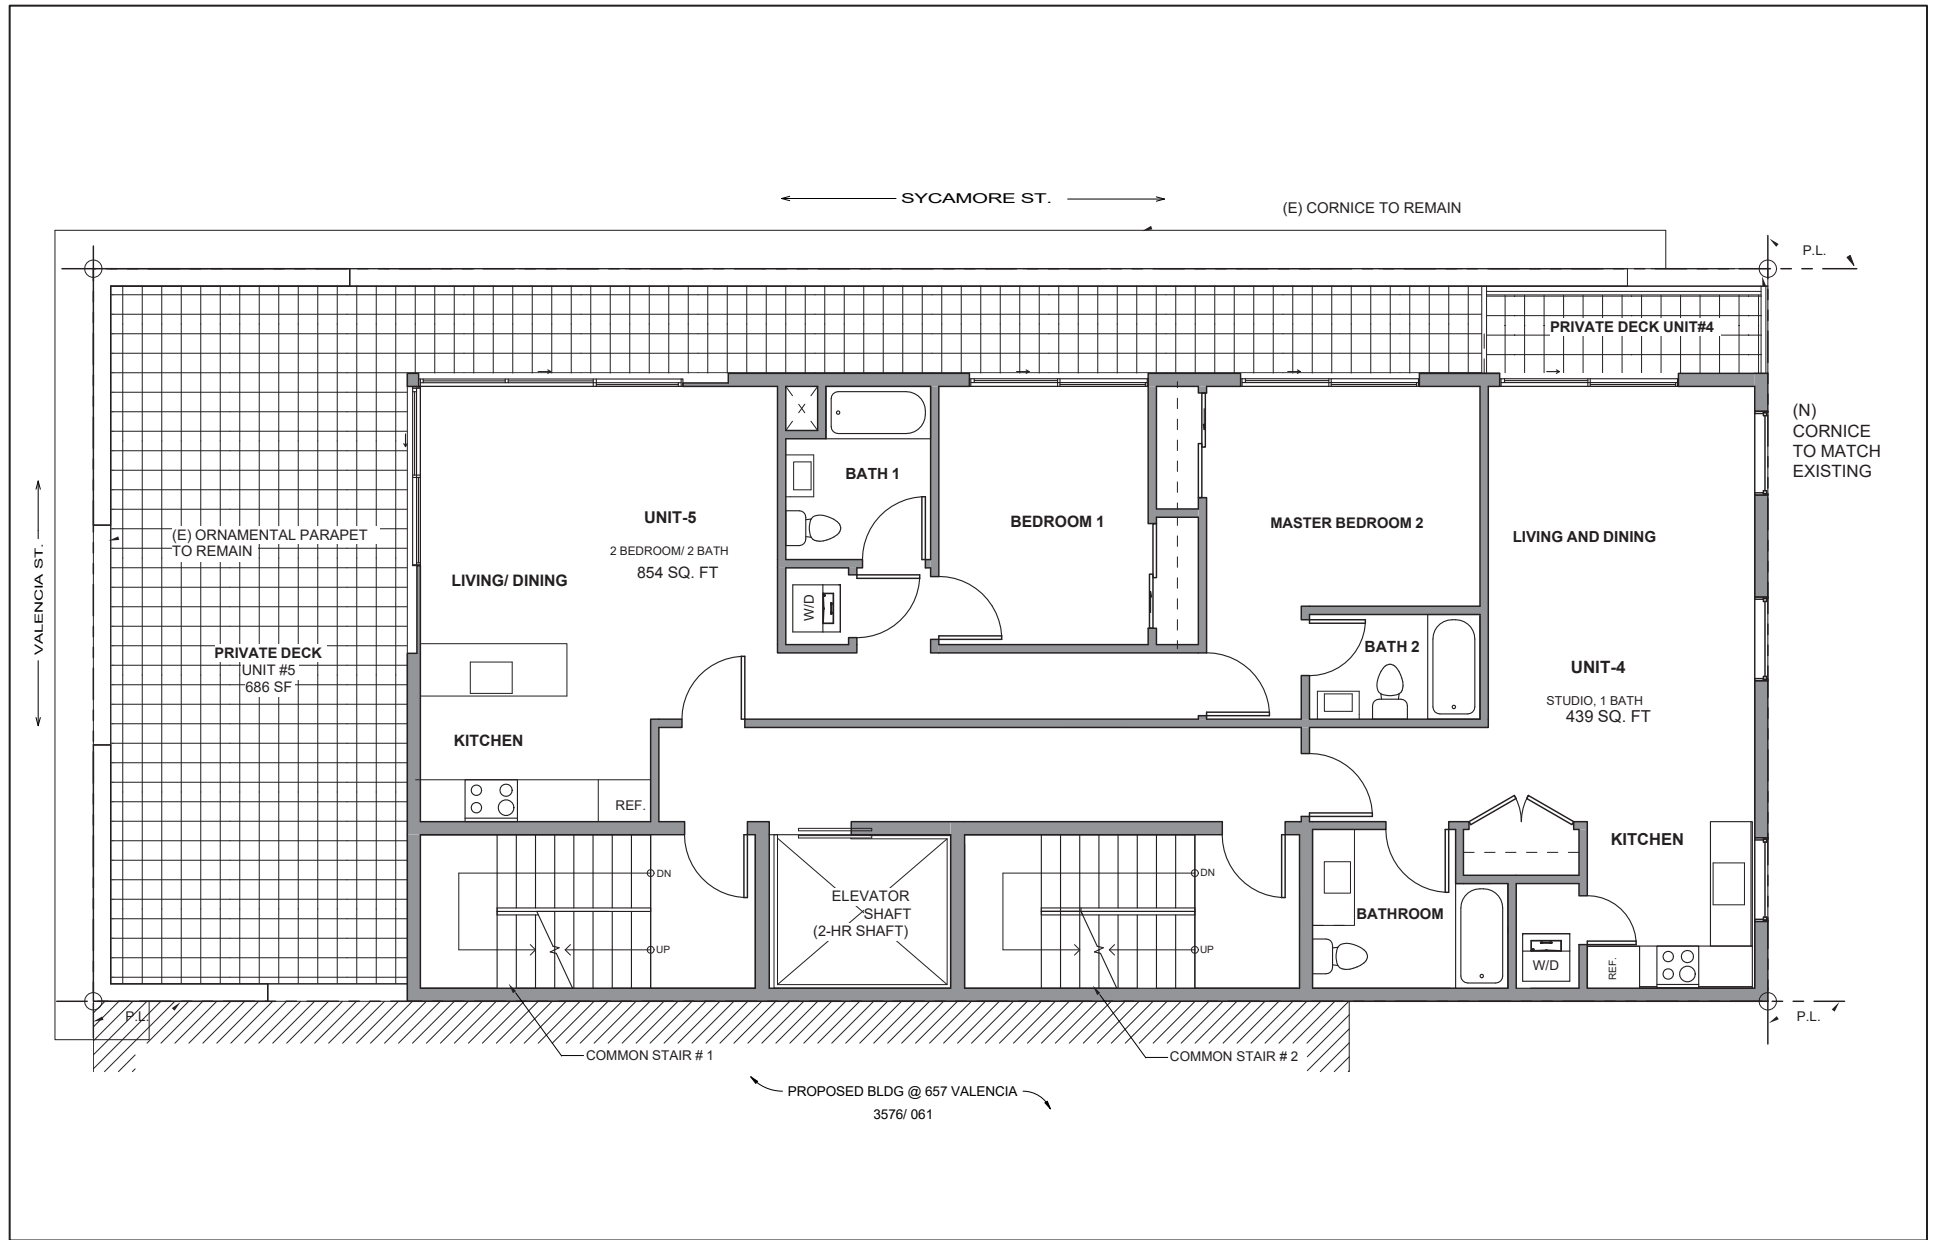 SYCAMORE ST.
(E) CORNICE TO REMAIN
P.L.
PRIVATE DECK UNIT#4
(N)
CORNICE
TO MATCH
EXISTING
X
BATH 1
UNIT-5
2 BEDROOM/ 2 BATH
854 SQ. FT
BEDROOM 1
MASTER BEDROOM 2
LIVING AND DINING
(E) ORNAMENTAL PARAPET
TO REMAIN
VALENCIA ST.
LIVING/ DINING
W/D
PRIVATE DECK
UNIT #5
686 SF
BATH 2
UNIT-4
STUDIO, 1 BATH
439 SQ. FT
KITCHEN
REF.
KITCHEN
DN
UP
ELEVATOR
SHAFT
(2-HR SHAFT)
DN
UP
BATHROOM
W/D
REF.
P.L.
P.L.
COMMON STAIR # 1
COMMON STAIR # 2
PROPOSED BLDG @ 657 VALENCIA
3576/ 061